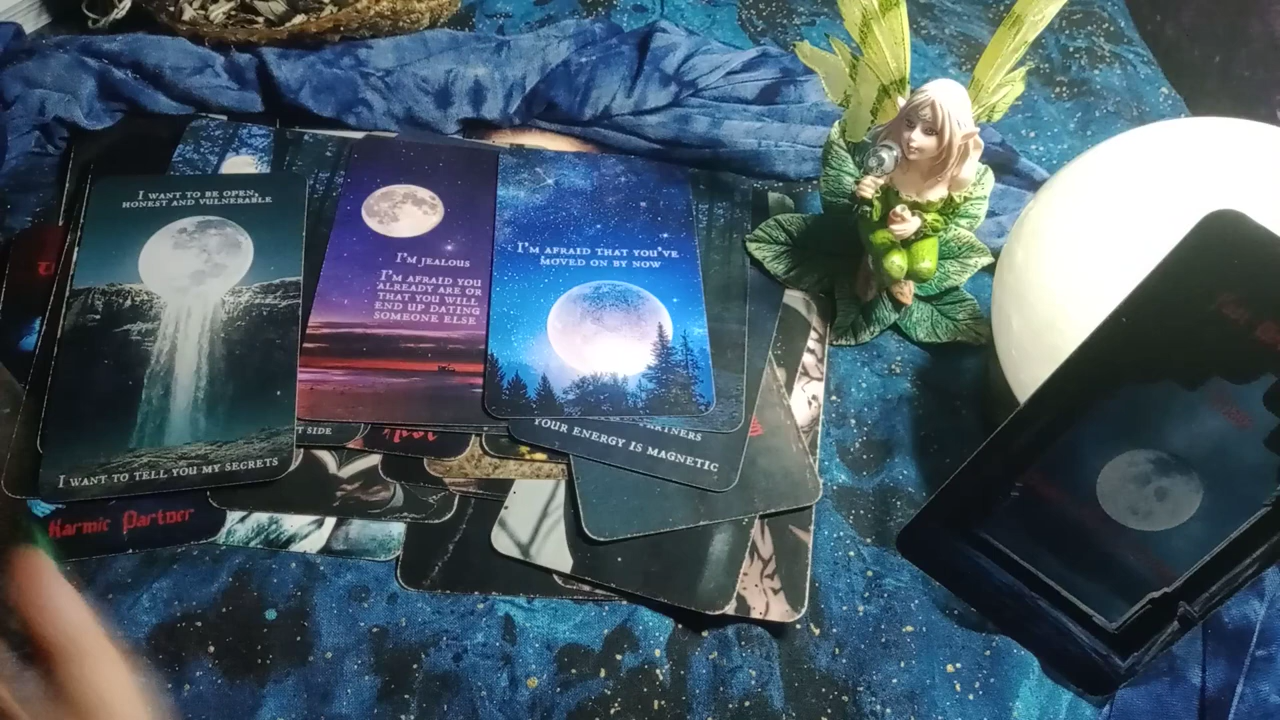 I WANT TO BE OPEN,
HONEST AND VULNERABLE
I WANT TO TELL YOU MY SECRETS
I'M JEALOUS
I'M AFRAID YOU
ALREADY ARE OR
THAT YOU WILL
END UP DATING
SOMEONE ELSE
I'M AFRAID THAT YOU'VE
MOVED ON BY NOW
SIDE
YOUR ENERGY IS MAGNETIC
Karmic Partner